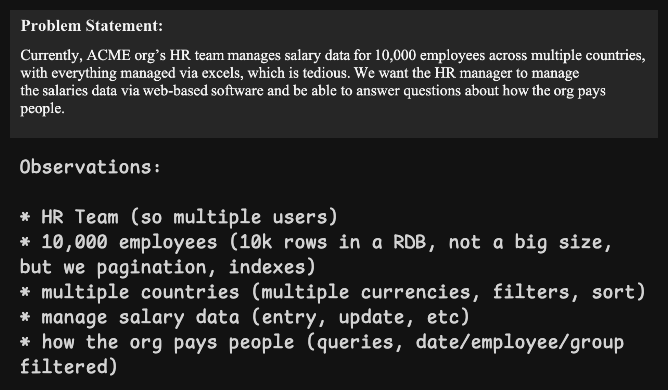 Problem Statement:
Currently, ACME org's HR team manages salary data for 10,000 employees across multiple countries,
with everything managed via excels, which is tedious. We want the HR manager to manage
the salaries data via web-based software and be able to answer questions about how the org pays
people.
Observations:
* HR Team (so multiple users)
* 10,000 employees (10k rows in a RDB, not a big size,
but we pagination, indexes)
* multiple countries (multiple currencies, filters, sort)
* manage salary data (entry, update, etc)
* how the org pays people (queries, date/employee/group
filtered)